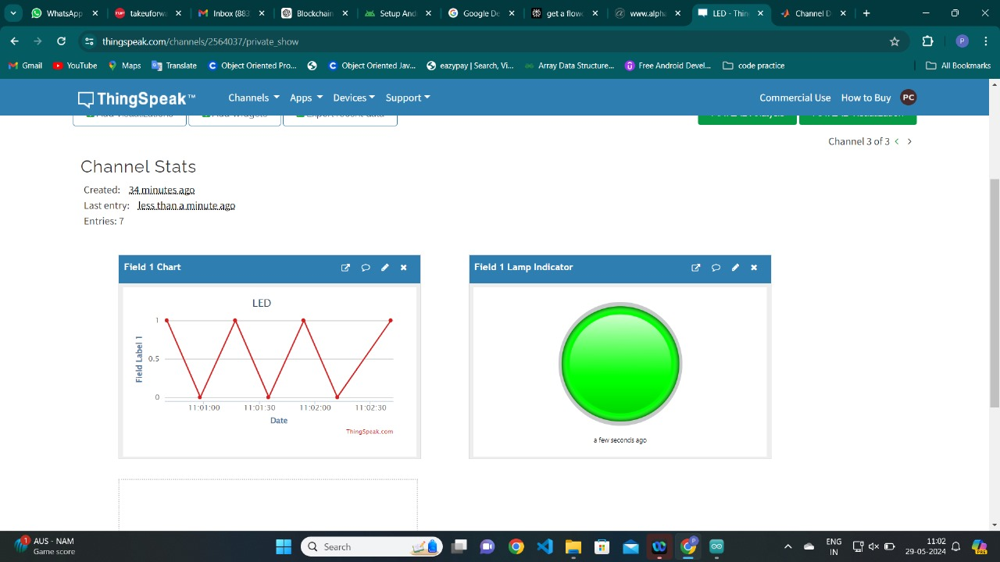 WhatsApp
takeuforwa
Inbox (883
Blockchain
Setup And
Google De
get a flow
www.alpha
LED - Thin
Channel D
thingspeak.com/channels/2564037/private_show
P
Gmail
YouTube
Maps
Translate
Object Oriented Pro...
Object Oriented Jav...
eazypay | Search, Vi...
Array Data Structure...
Free Android Devel...
code practice
All Bookmarks
ThingSpeak™
Channels
Apps
Devices
Support
Commercial Use
How to Buy
PC
Channel 3 of 3 < >
Channel Stats
Created: 34 minutes ago
Last entry: less than a minute ago
Entries: 7
Field 1 Chart
LED
Field Label 1
1
0.5
0
11:01:00
11:01:30
11:02:00
11:02:30
Date
ThingSpeak.com
Field 1 Lamp Indicator
a few seconds ago
1
AUS - NAM
Game score
Search
P
ENG
IN
11:02
29-05-2024
PRE